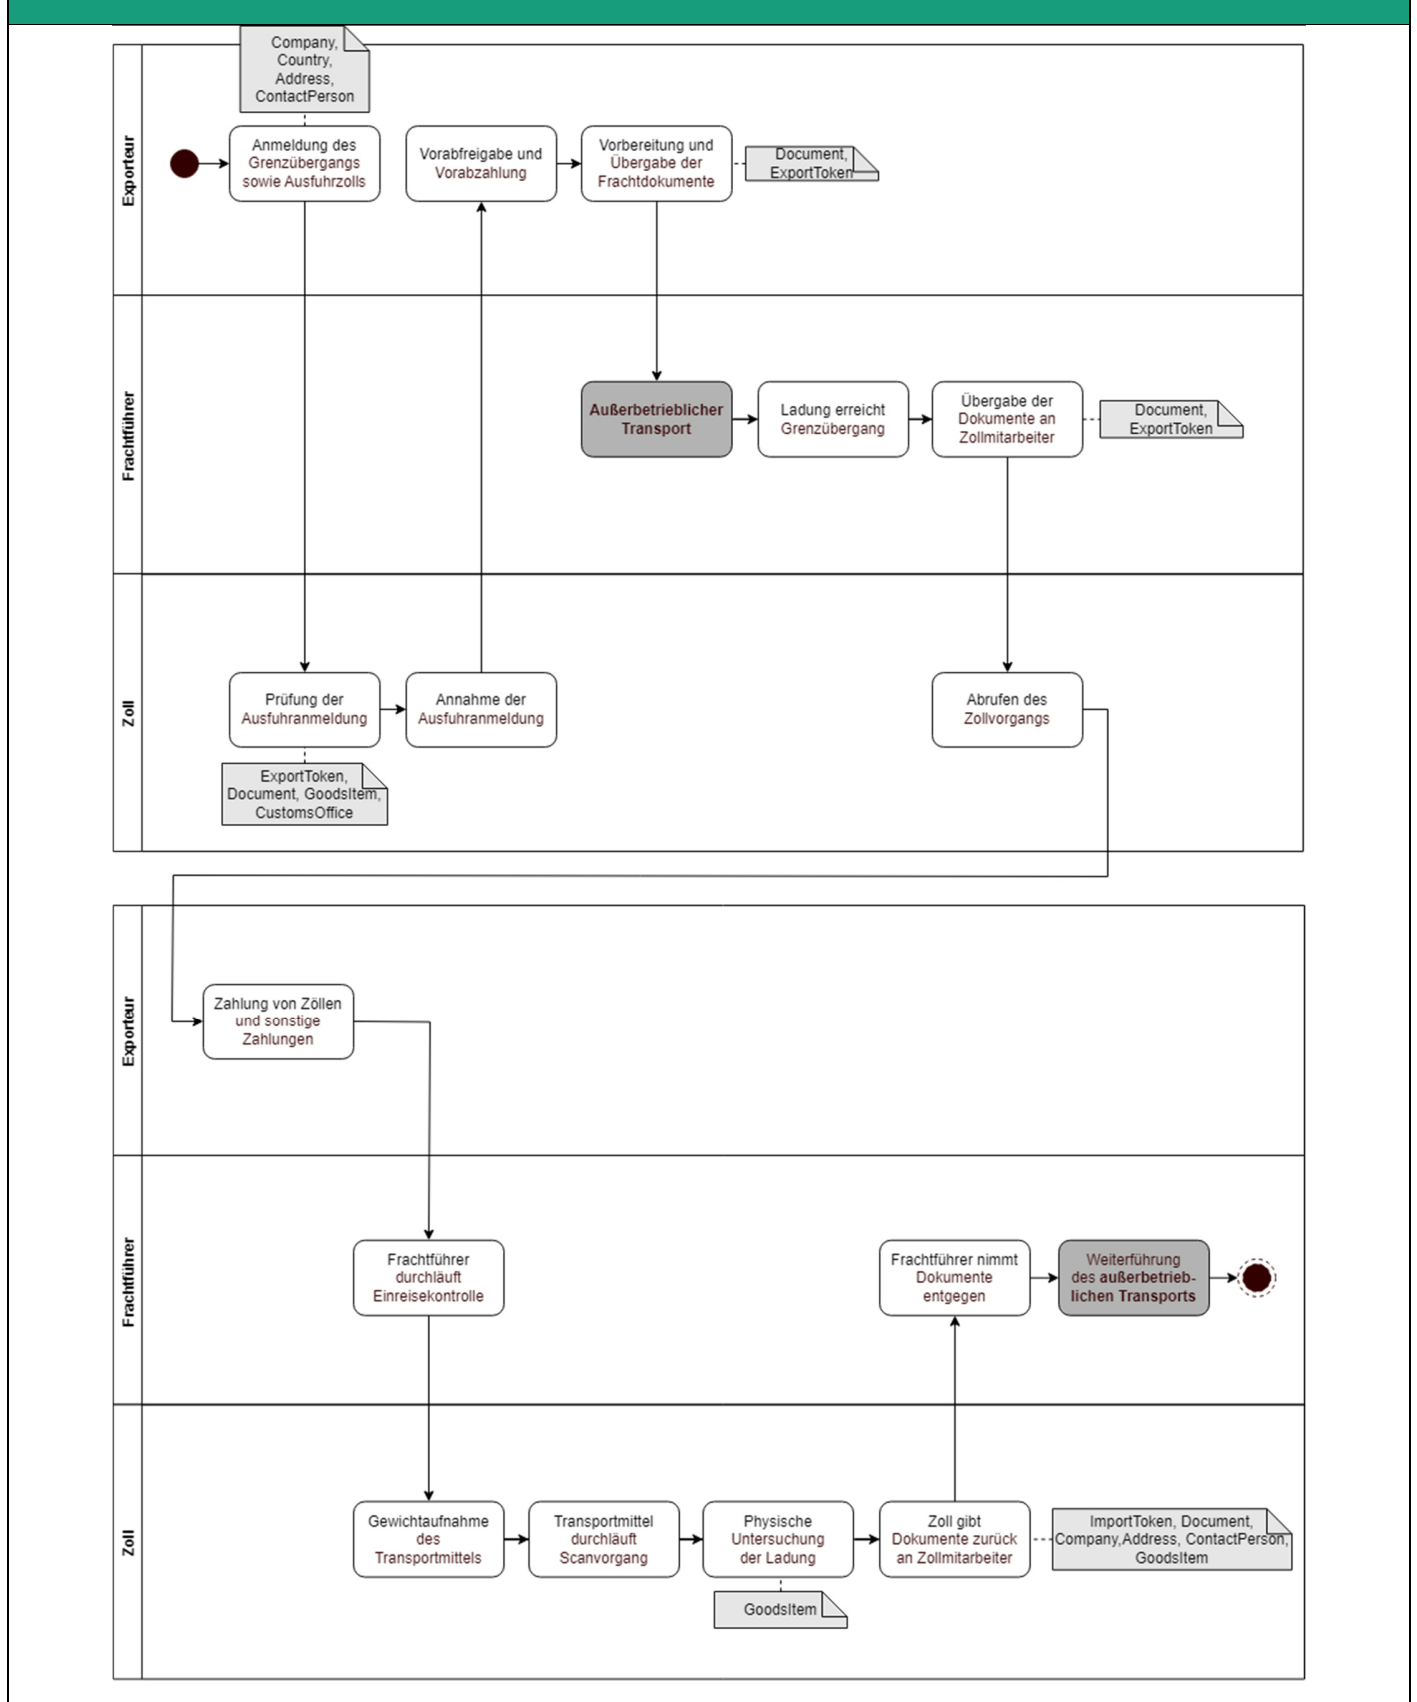 Company,
Country,
Address,
ContactPerson
Exporteur
Anmeldung des
Grenzübergangs
sowie Ausfuhrzolls
Vorabfreigabe und
Vorabzahlung
Vorbereitung und
Übergabe der
Frachtdokumente
Document,
ExportToken
Frachtführer
Außerbetrieblicher
Transport
Ladung erreicht
Grenzübergang
Übergabe der
Dokumente an
Zollmitarbeiter
Document,
ExportToken
Zoll
Prüfung der
Ausfuhranmeldung
Annahme der
Ausfuhranmeldung
Abrufen des
Zollvorgangs
ExportToken,
Document, GoodsItem,
CustomsOffice
Exporteur
Zahlung von Zöllen
und sonstige
Zahlungen
Frachtführer
Frachtführer
durchläuft
Einreisekontrolle
Frachtführer nimmt
Dokumente
entgegen
Weiterführung
des außerbetrieb-
lichen Transports
Zoll
Gewichtaufnahme
des
Transportmittels
Transportmittel
durchläuft
Scanvorgang
Physische
Untersuchung
der Ladung
Zoll gibt
Dokumente zurück
an Zollmitarbeiter
ImportToken, Document,
Company,Address, ContactPerson,
GoodsItem
GoodsItem